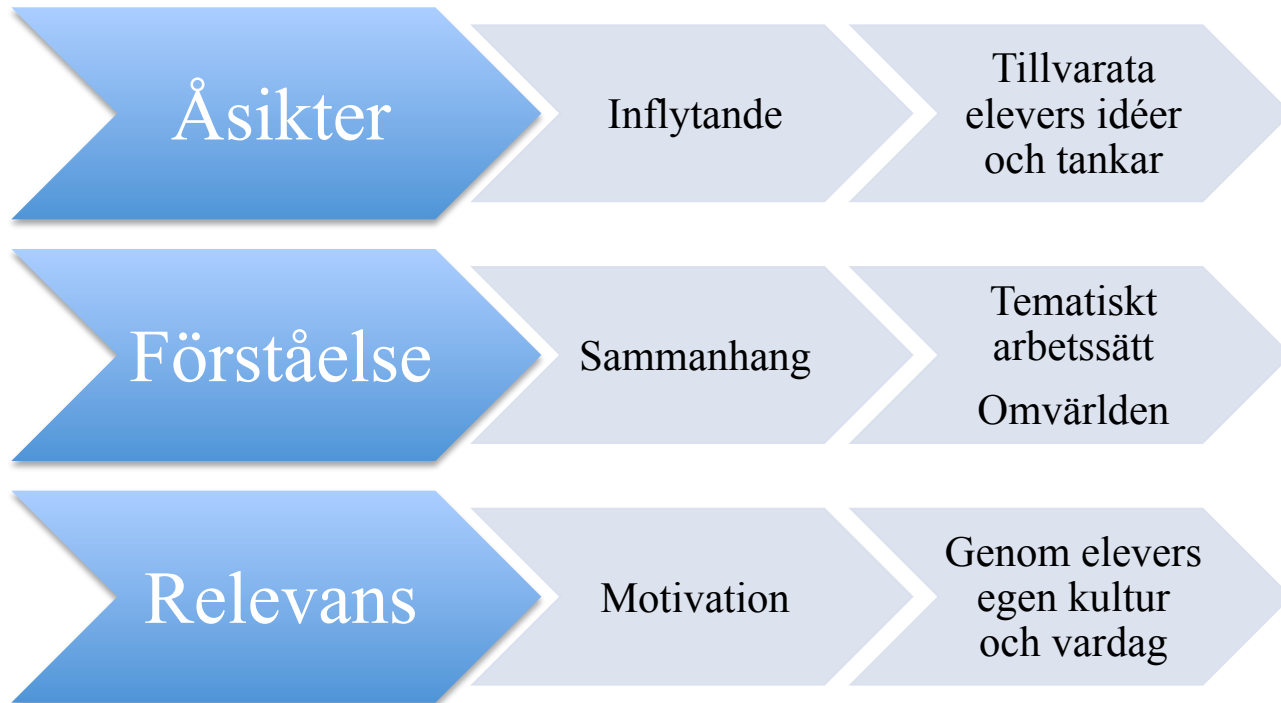 Åsikter
Inflytande
Tillvarata
elevers idéer
och tankar
Förståelse
Sammanhang
Tematiskt
arbetssätt
Omvärlden
Relevans
Motivation
Genom elevers
egen kultur
och vardag